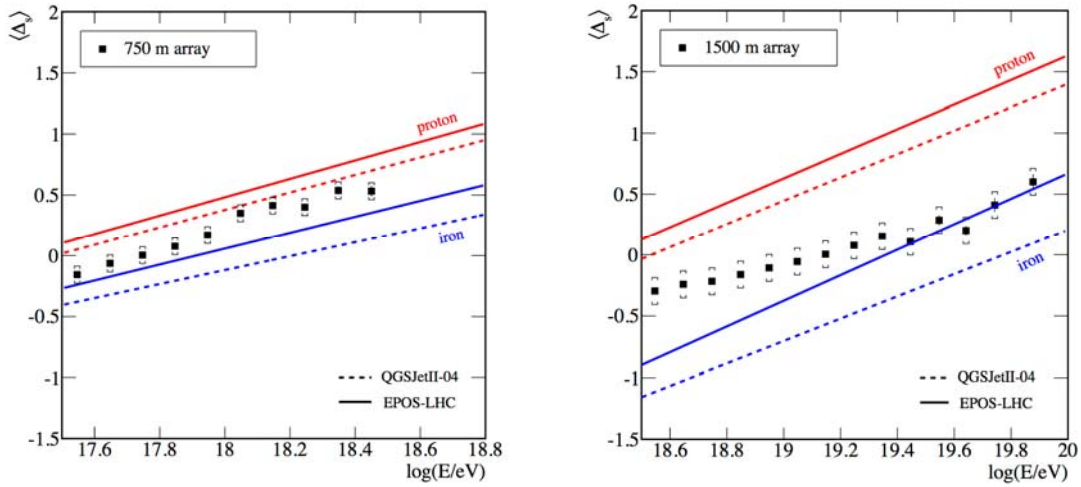 ⟨Δs⟩
2
1.5
1
0.5
0
-0.5
-1
-1.5
750 m array
proton
iron
QGSJetII-04
EPOS-LHC
17.6 17.8 18 18.2 18.4 18.6 18.8
log(E/eV)
⟨Δs⟩
2
1.5
1
0.5
0
-0.5
-1
-1.5
1500 m array
proton
iron
QGSJetII-04
EPOS-LHC
18.6 18.8 19 19.2 19.4 19.6 19.8 20
log(E/eV)